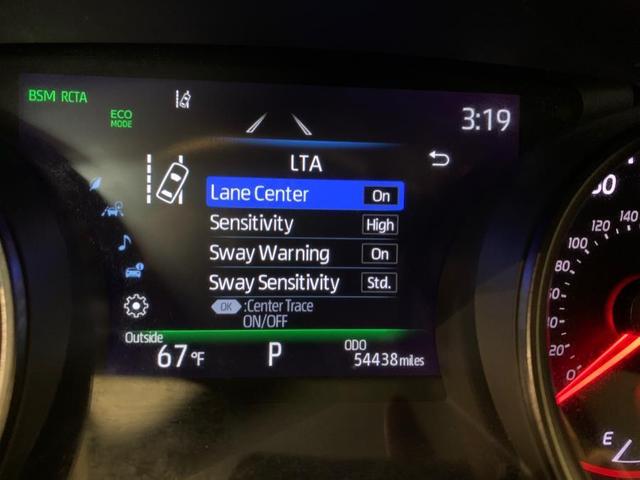 BSM RCTA
ECO
MODE
3:19
LTA
Lane Center On
Sensitivity High
Sway Warning On
Sway Sensitivity Std.
OK :Center Trace
ON/OFF
Outside
67°F
P
ODO
54438 miles
140
120
100
80
60
40
20
0
E